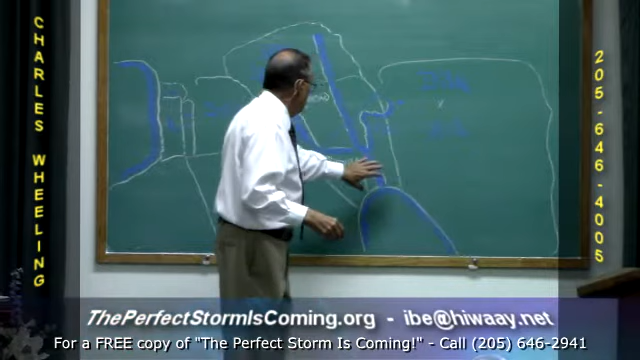 CHARLES WHEELING
205-646-4005
ThePerfectStormIsComing.org - ibe@hiwaay.net
For a FREE copy of "The Perfect Storm Is Coming!" - Call (205) 646-2941